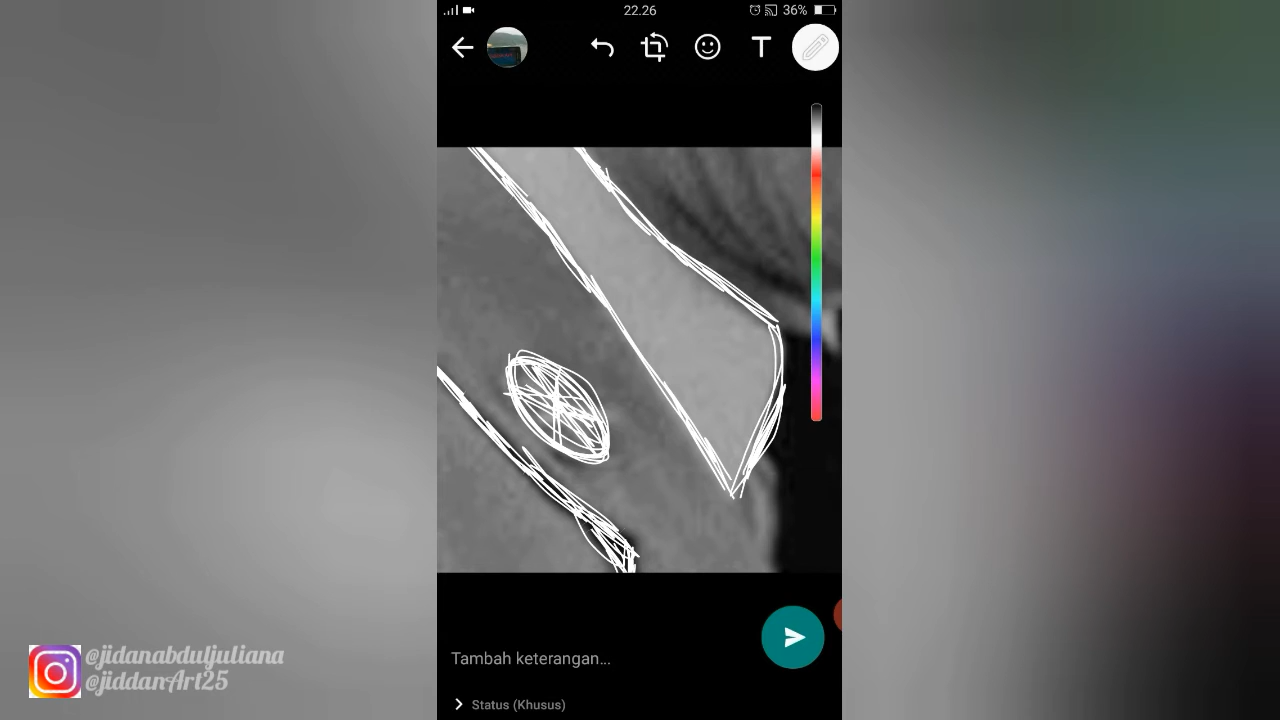 22.26
36%
T
Tambah keterangan...
Status (Khusus)
@jidanabduljuliana
@jiddanArt25